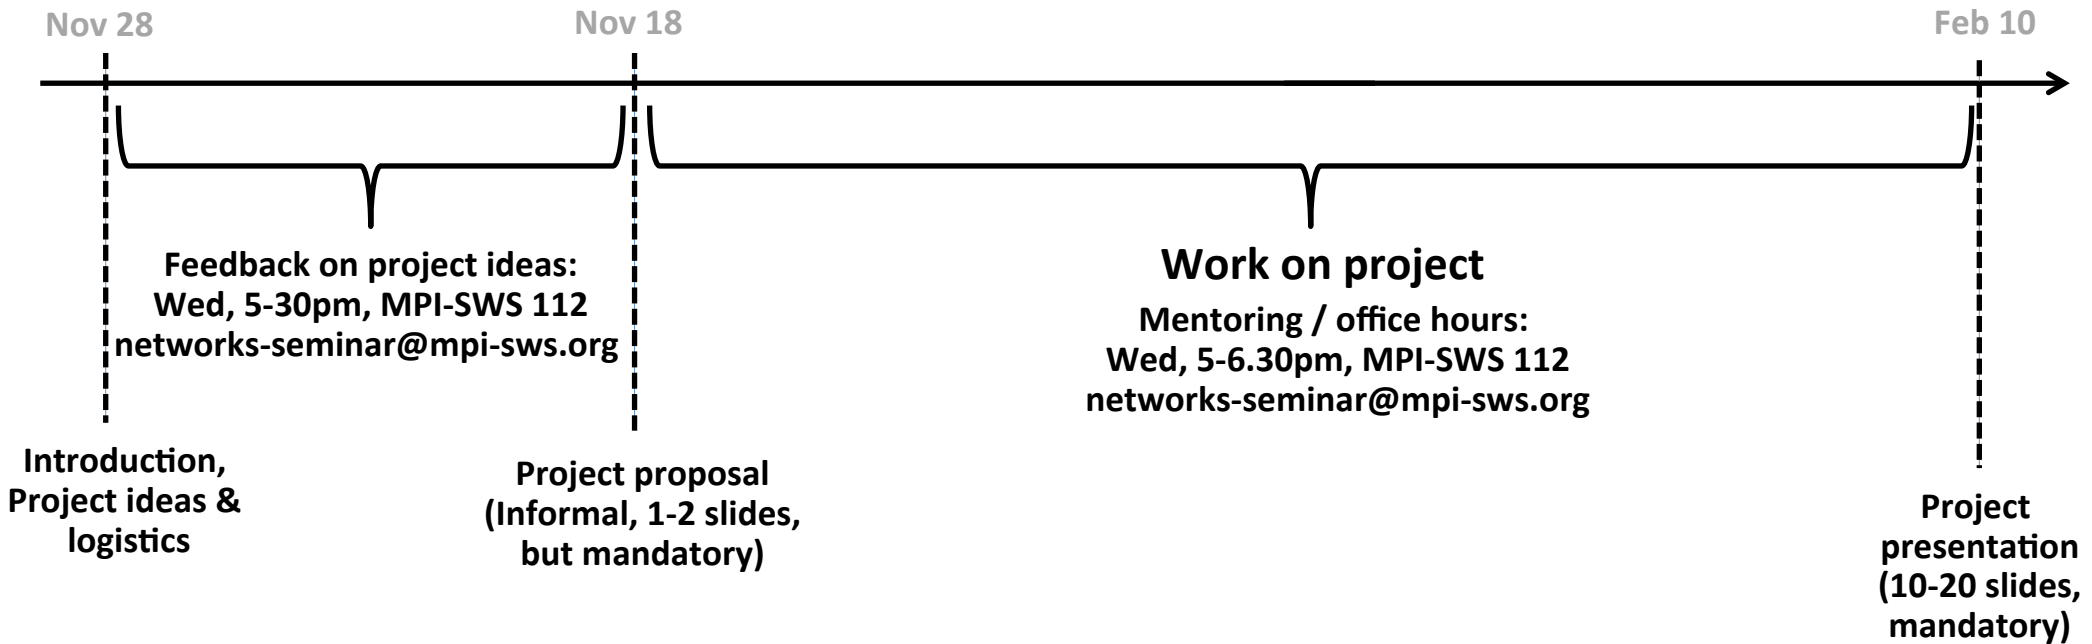 Nov 28
Nov 18
Feb 10
Feedback on project ideas:
Wed, 5-30pm, MPI-SWS 112
networks-seminar@mpi-sws.org
Work on project
Mentoring / office hours:
Wed, 5-6.30pm, MPI-SWS 112
networks-seminar@mpi-sws.org
Introduction,
Project ideas &
logistics
Project proposal
(Informal, 1-2 slides,
but mandatory)
Project
presentation
(10-20 slides,
mandatory)